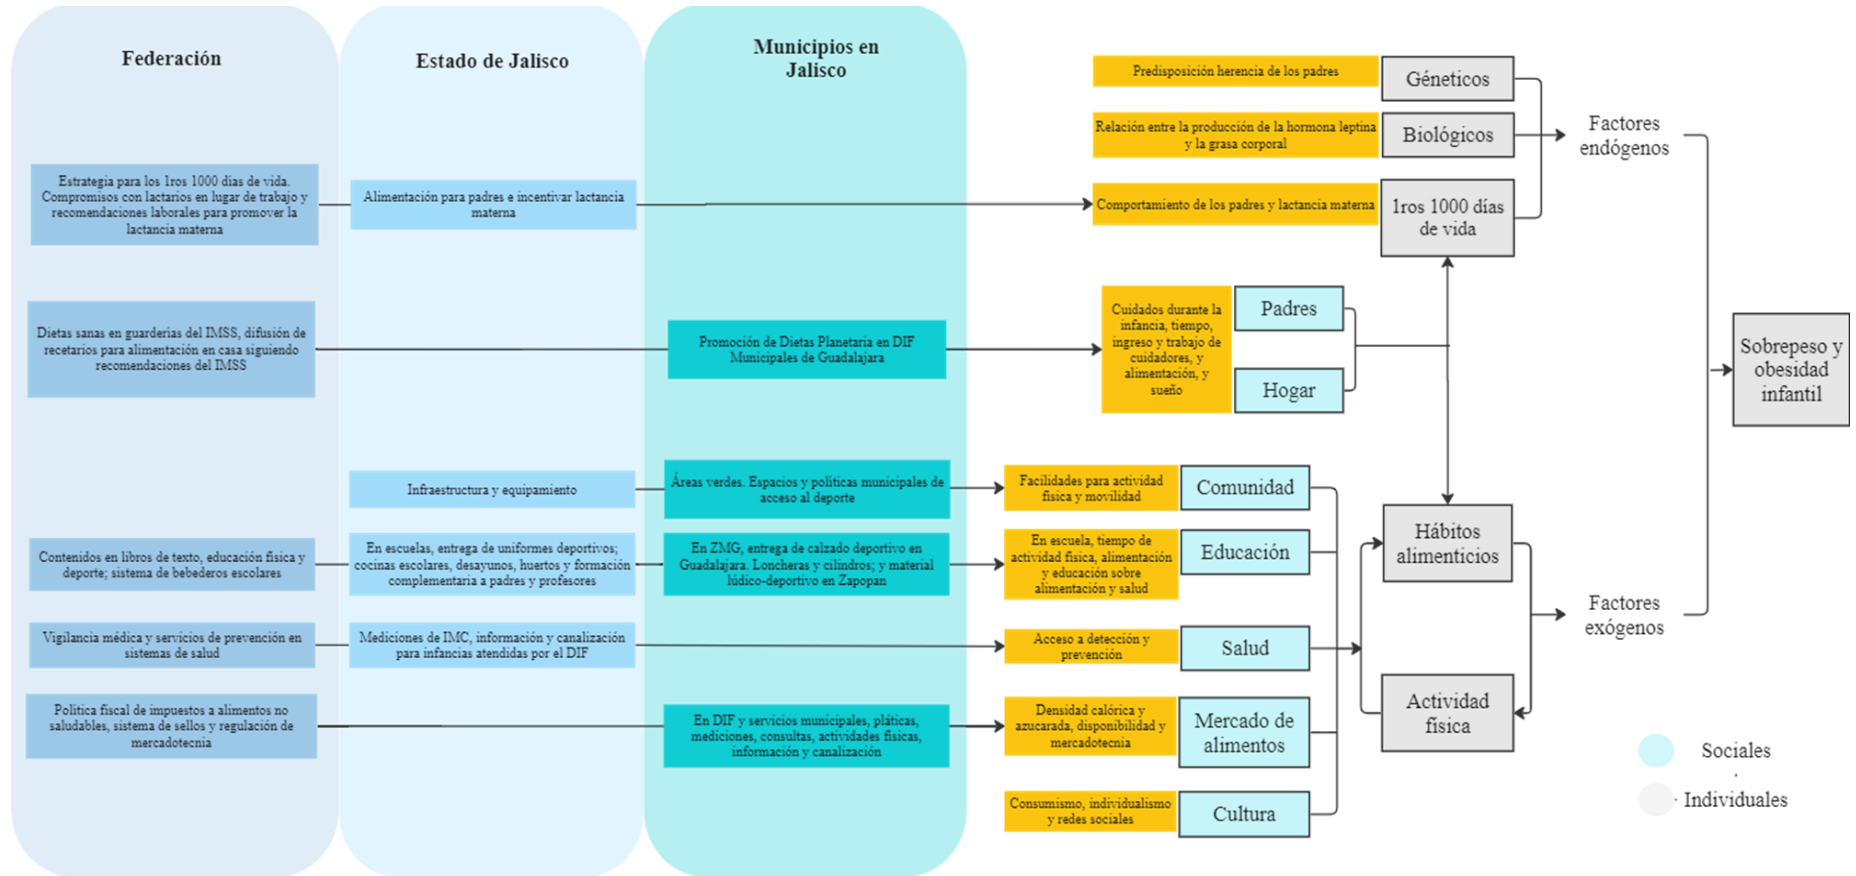 Federación
Estado de Jalisco
Municipios en
Jalisco
Predisposición herencia de los padres
Géneticos
Relación entre la producción de la hormona leptina
y la grasa corporal
Biológicos
Factores
endógenos
Estrategia para los 1ros 1000 días de vida.
Compromisos con lactarios en lugar de trabajo y
recomendaciones laborales para promover la
lactancia materna
Alimentación para padres e incentivar lactancia
materna
Comportamiento de los padres y lactancia materna
1ros 1000 días
de vida
Dietas sanas en guarderías del IMSS, difusión de
recetarios para alimentación en casa siguiendo
recomendaciones del IMSS
Promoción de Dietas Planetaria en DIF
Municipales de Guadalajara
Cuidados durante la
infancia, tiempo,
ingreso y trabajo de
cuidadores, y
alimentación, y
sueño
Padres
Hogar
Sobrepeso y
obesidad
infantil
Infraestructura y equipamiento
Áreas verdes. Espacios y políticas municipales de
acceso al deporte
Facilidades para actividad
física y movilidad
Comunidad
Contenidos en libros de texto, educación física y
deporte; sistema de bebederos escolares
En escuelas, entrega de uniformes deportivos;
cocinas escolares, desayunos, huertos y formación
complementaria a padres y profesores
En ZMG, entrega de calzado deportivo en
Guadalajara. Loncheras y cilindros; y material
lúdico-deportivo en Zapopan
En escuela, tiempo de
actividad física, alimentación
y educación sobre
alimentación y salud
Educación
Hábitos
alimenticios
Factores
exógenos
Vigilancia médica y servicios de prevención en
sistemas de salud
Mediciones de IMC, información y canalización
para infancias atendidas por el DIF
Acceso a detección y
prevención
Salud
Política fiscal de impuestos a alimentos no
saludables, sistema de sellos y regulación de
mercadotecnia
En DIF y servicios municipales, pláticas,
mediciones, consultas, actividades físicas,
información y canalización
Densidad calórica y
azucarada, disponibilidad y
mercadotecnia
Mercado de
alimentos
Actividad
física
Consumismo, individualismo
y redes sociales
Cultura
Sociales
Individuales